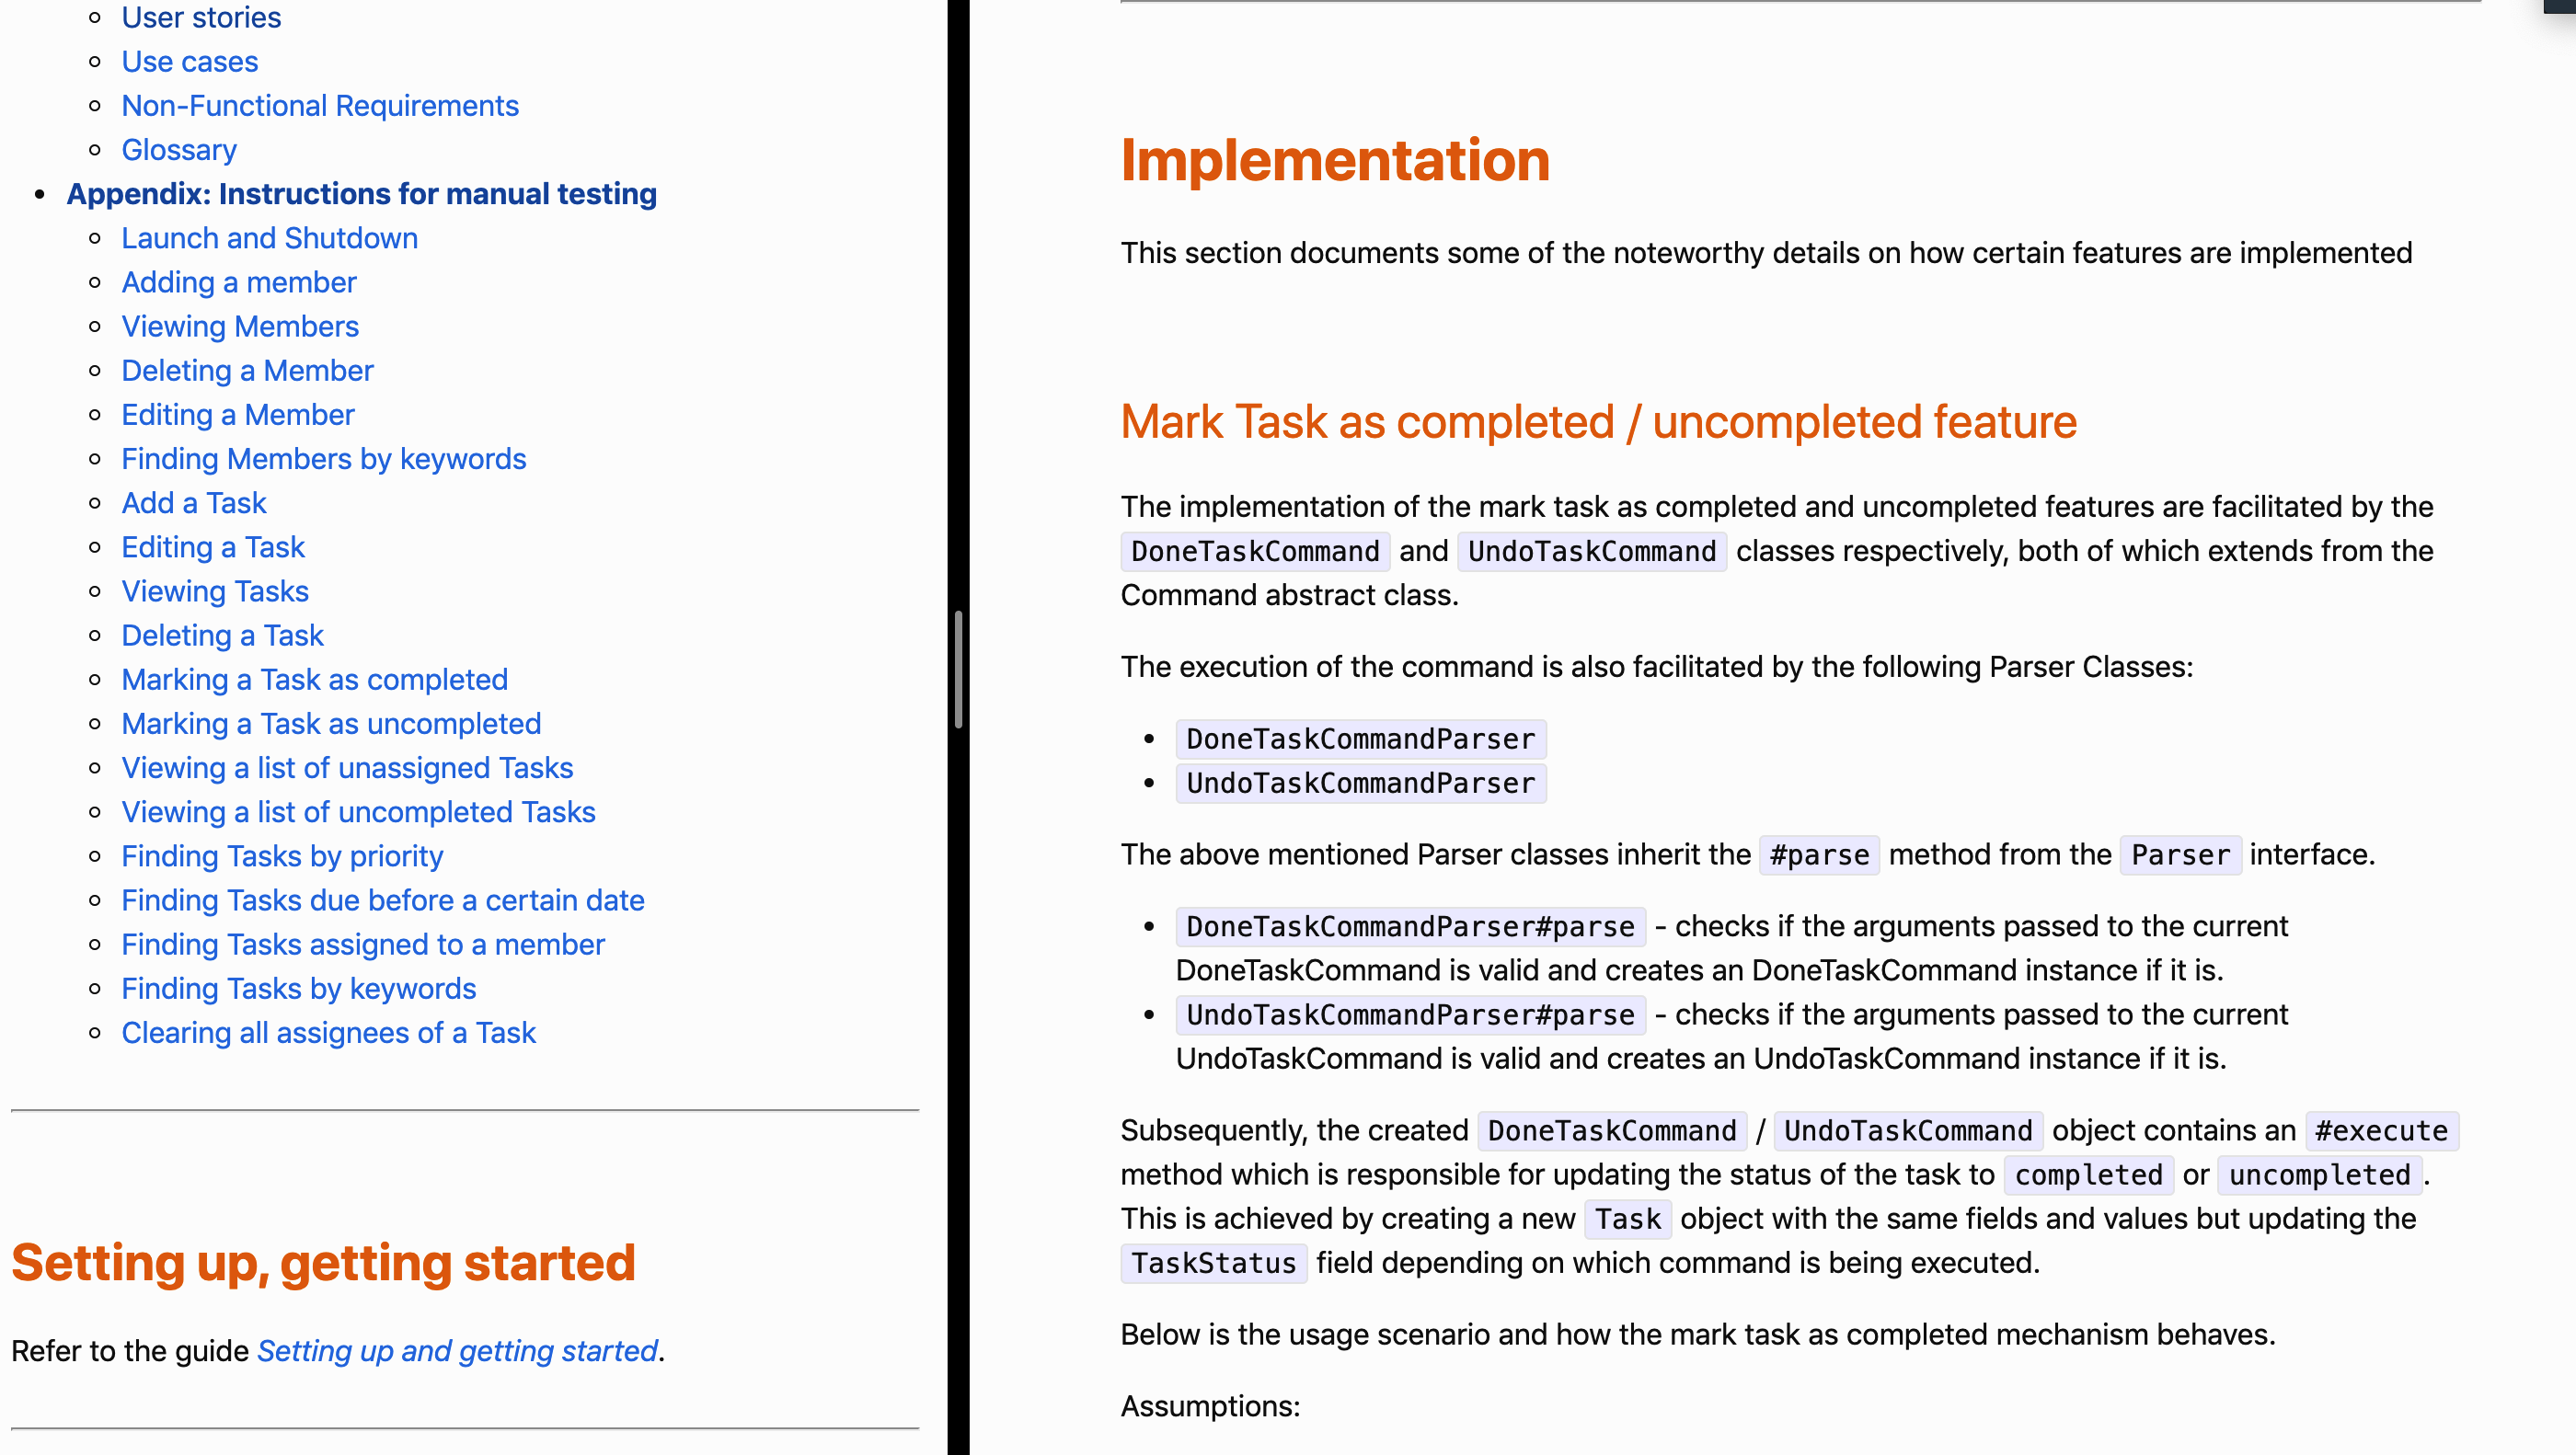 User stories
Use cases
Non-Functional Requirements
Glossary
Appendix: Instructions for manual testing
Launch and Shutdown
Adding a member
Viewing Members
Deleting a Member
Editing a Member
Finding Members by keywords
Add a Task
Editing a Task
Viewing Tasks
Deleting a Task
Marking a Task as completed
Marking a Task as uncompleted
Viewing a list of unassigned Tasks
Viewing a list of uncompleted Tasks
Finding Tasks by priority
Finding Tasks due before a certain date
Finding Tasks assigned to a member
Finding Tasks by keywords
Clearing all assignees of a Task
Setting up, getting started
Refer to the guide Setting up and getting started.
Implementation
This section documents some of the noteworthy details on how certain features are implemented
Mark Task as completed / uncompleted feature
The implementation of the mark task as completed and uncompleted features are facilitated by the
DoneTaskCommand and UndoTaskCommand classes respectively, both of which extends from the
Command abstract class.
The execution of the command is also facilitated by the following Parser Classes:
DoneTaskCommandParser
UndoTaskCommandParser
The above mentioned Parser classes inherit the #parse method from the Parser interface.
DoneTaskCommandParser#parse - checks if the arguments passed to the current
DoneTaskCommand is valid and creates an DoneTaskCommand instance if it is.
UndoTaskCommandParser#parse - checks if the arguments passed to the current
UndoTaskCommand is valid and creates an UndoTaskCommand instance if it is.
Subsequently, the created DoneTaskCommand / UndoTaskCommand object contains an #execute
method which is responsible for updating the status of the task to completed or uncompleted.
This is achieved by creating a new Task object with the same fields and values but updating the
TaskStatus field depending on which command is being executed.
Below is the usage scenario and how the mark task as completed mechanism behaves.
Assumptions: